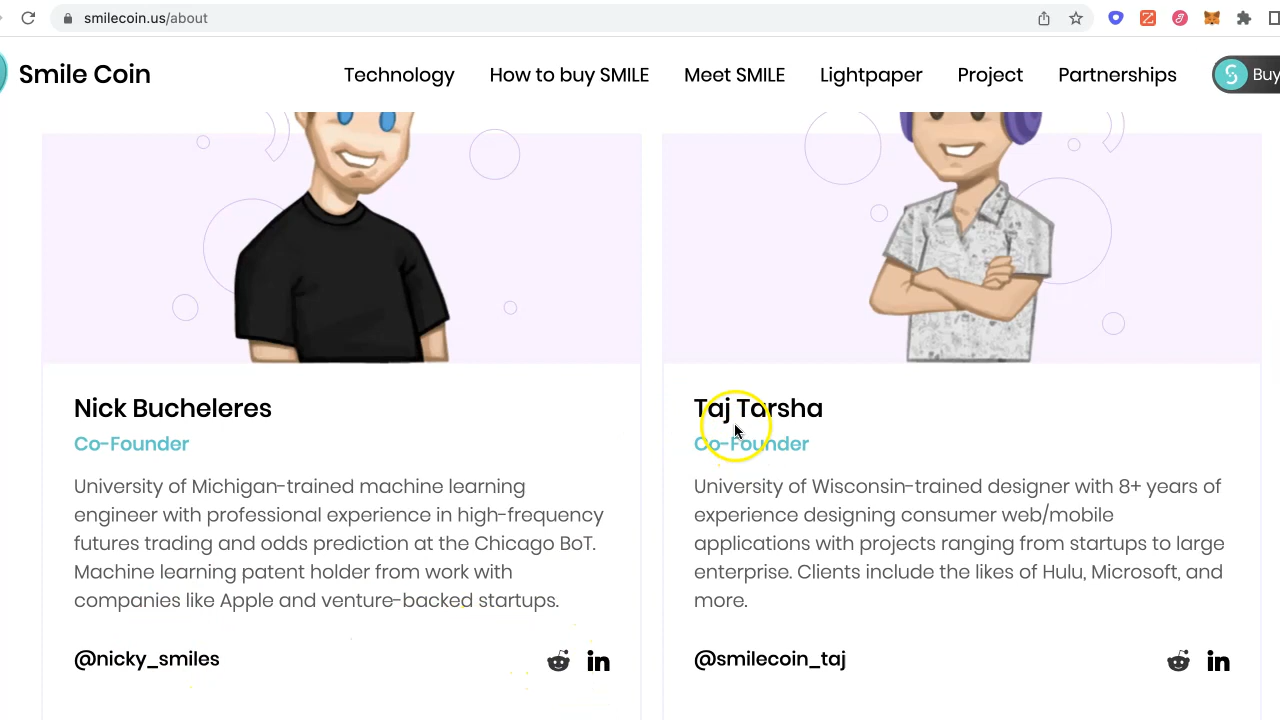 smilecoin.us/about
Smile Coin
Technology
How to buy SMILE
Meet SMILE
Lightpaper
Project
Partnerships
Buy
Nick Bucheleres
Co-Founder
University of Michigan-trained machine learning
engineer with professional experience in high-frequency
futures trading and odds prediction at the Chicago BoT.
Machine learning patent holder from work with
companies like Apple and venture-backed startups.
@nicky_smiles
in
Taj Tarsha
Co-Founder
University of Wisconsin-trained designer with 8+ years of
experience designing consumer web/mobile
applications with projects ranging from startups to large
enterprise. Clients include the likes of Hulu, Microsoft, and
more.
@smilecoin_taj
in